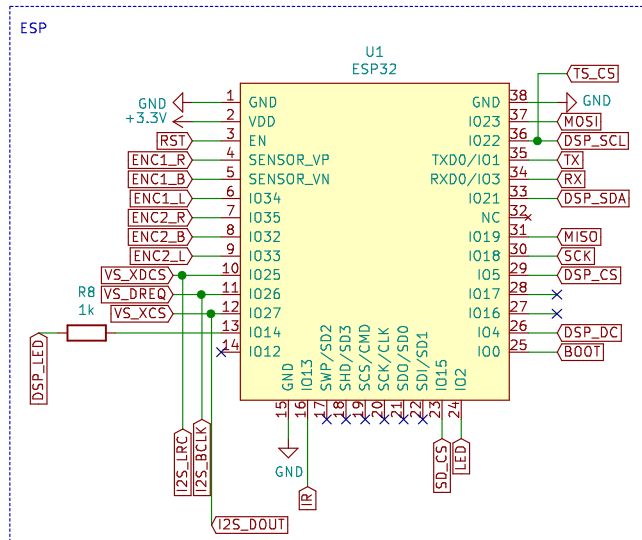 ESP
U1
ESP32
TS_CS
GND 1 GND GND 38 GND
+3.3V 2 VDD IO23 37 MOSI
RST 3 EN IO22 36 DSP_SCL
ENC1_R 4 SENSOR_VP TXD0/IO1 35 TX
ENC1_B 5 SENSOR_VN RXD0/IO3 34 RX
ENC1_L 6 IO34 IO21 33 DSP_SDA
ENC2_R 7 IO35 NC 32
ENC2_B 8 IO32 IO19 31 MISO
ENC2_L 9 IO33 IO18 30 SCK
VS_XDCS 10 IO25 IO5 29 DSP_CS
R8 VS_DREQ 11 IO26 IO17 28
1k VS_XCS 12 IO27 IO16 27
13 IO14 IO4 26 DSP_DC
14 IO12 IO0 25 BOOT
DSP_LED
GND
IO13
SWP/SD2
SHD/SD3
SCS/CMD
SCK/CLK
SDO/SD0
SDI/SD1
IO15
IO2
15
16
17
18
19
20
21
22
23
24
I2S_LRC
I2S_BCLK
GND
IR
SD_CS
LED
I2S_DOUT